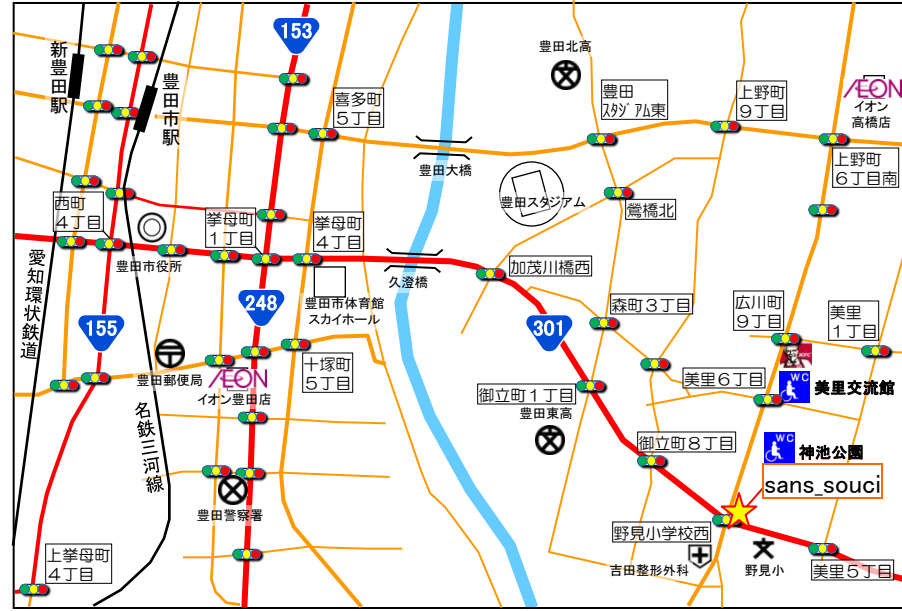 新豊田駅
豊田市駅
153
喜多町
5丁目
豊田北高
豊田
ｽﾀｼﾞｱﾑ東
上野町
9丁目
ÆON
イオン
高橋店
豊田大橋
上野町
6丁目南
豊田スタジアム
鴬橋北
西町
4丁目
挙母町
1丁目
挙母町
4丁目
豊田市役所
久澄橋
加茂川橋西
愛知環状鉄道
豊田市体育館
スカイホール
248
155
301
森町3丁目
広川町
9丁目
美里
1丁目
KFC
豊田郵便局
ÆON
イオン豊田店
十塚町
5丁目
美里6丁目
WC
美里交流館
名鉄三河線
御立町1丁目
豊田東高
御立町8丁目
WC
神池公園
sans_souci
豊田警察署
野見小学校西
吉田整形外科
野見小
美里5丁目
上挙母町
4丁目